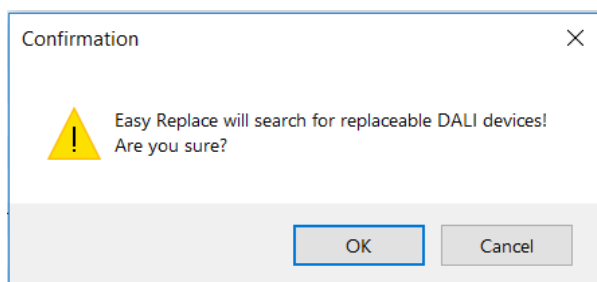 Confirmation
Easy Replace will search for replaceable DALI devices!
Are you sure?
OK
Cancel